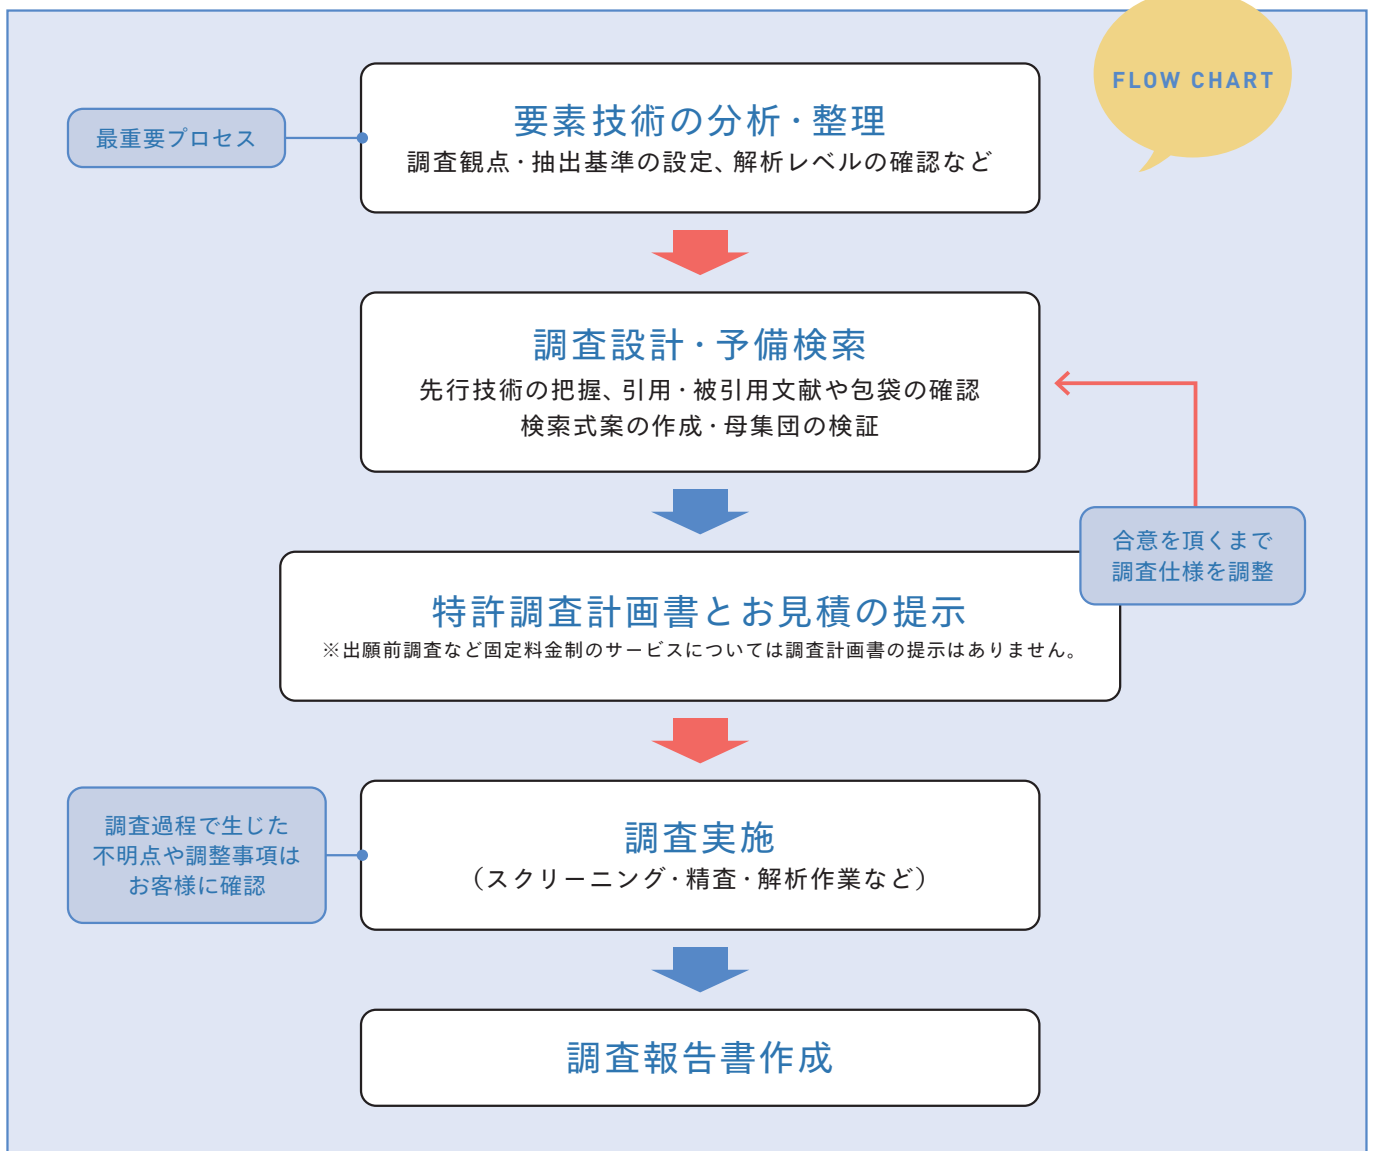 FLOW CHART
最重要プロセス
要素技術の分析・整理
調査観点・抽出基準の設定、解析レベルの確認など
調査設計・予備検索
先行技術の把握、引用・被引用文献や包袋の確認
検索式案の作成・母集団の検証
合意を頂くまで
調査仕様を調整
特許調査計画書とお見積の提示
※出願前調査など固定料金制のサービスについては調査計画書の提示はありません。
調査過程で生じた
不明点や調整事項は
お客様に確認
調査実施
（スクリーニング・精査・解析作業など）
調査報告書作成